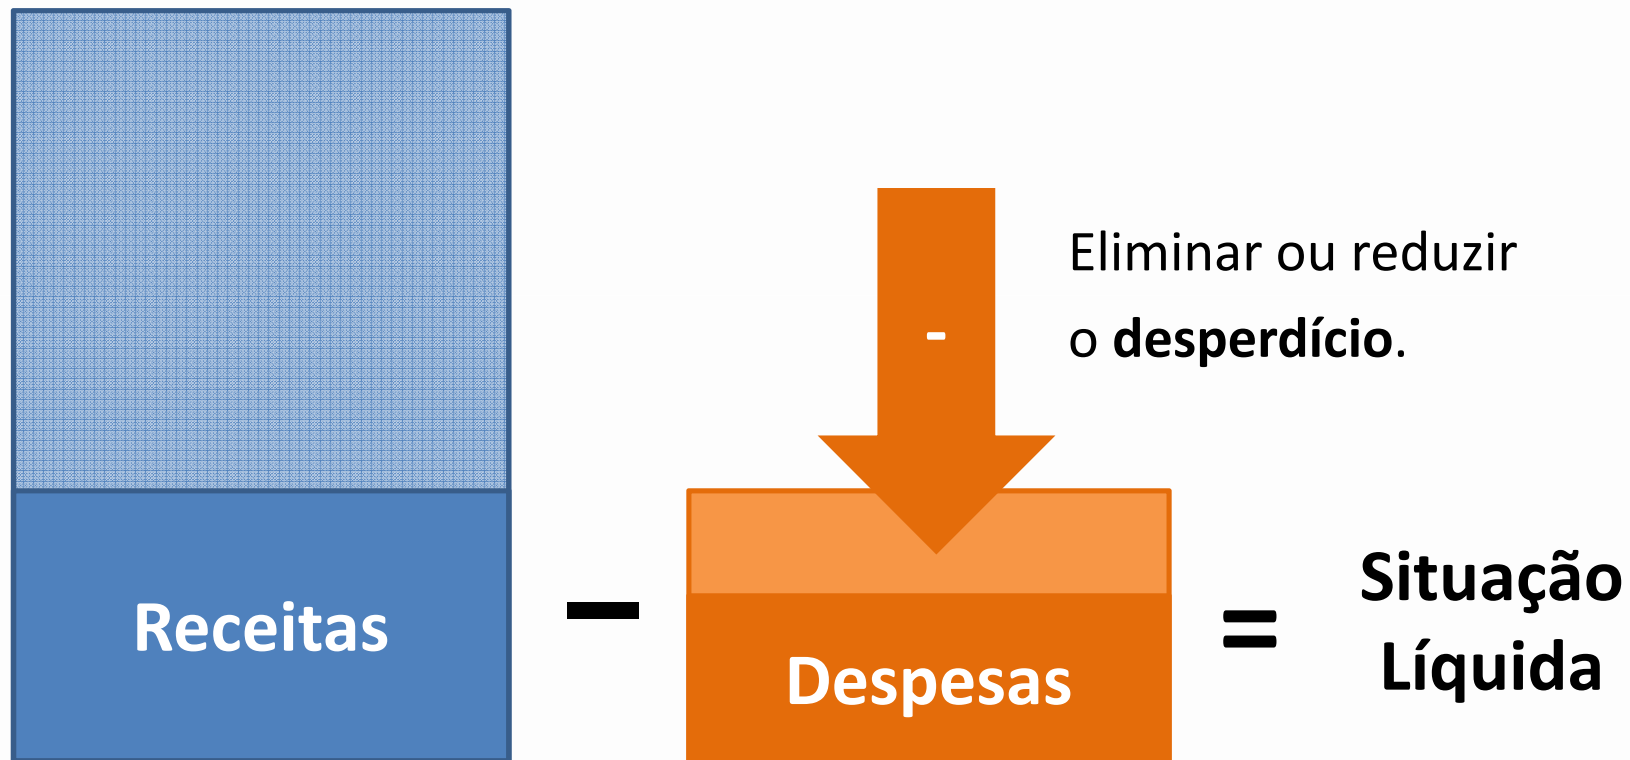 Eliminar ou reduzir
-
o desperdício.
Receitas
−
Despesas
=
Situação
Líquida